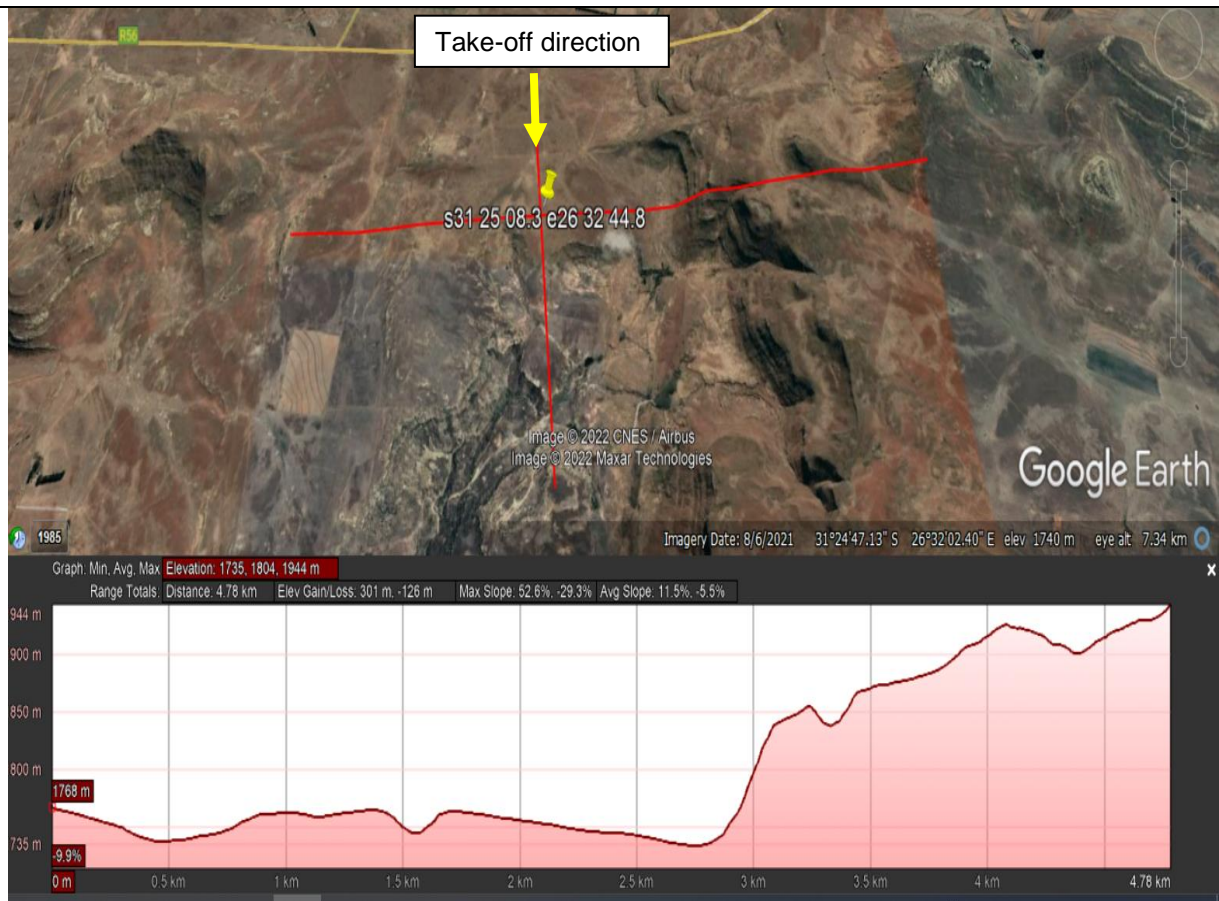 R56
Take-off direction
s31 25 08.3 e26 32 44.8
Image © 2022 CNES / Airbus
Image © 2022 Maxar Technologies
Google Earth
1985
Imagery Date: 8/6/2021 31°24'47.13" S 26°32'02.40" E elev 1740 m eye alt 7.34 km
Graph: Min, Avg, Max Elevation: 1735, 1804, 1944 m
Range Totals: Distance: 4.78 km Elev Gain/Loss: 301 m, -126 m Max Slope: 52.6%, -29.3% Avg Slope: 11.5%, -5.5%
944 m
900 m
850 m
800 m
1768 m
735 m
-9.9%
0 m 0.5 km 1 km 1.5 km 2 km 2.5 km 3 km 3.5 km 4 km 4.78 km